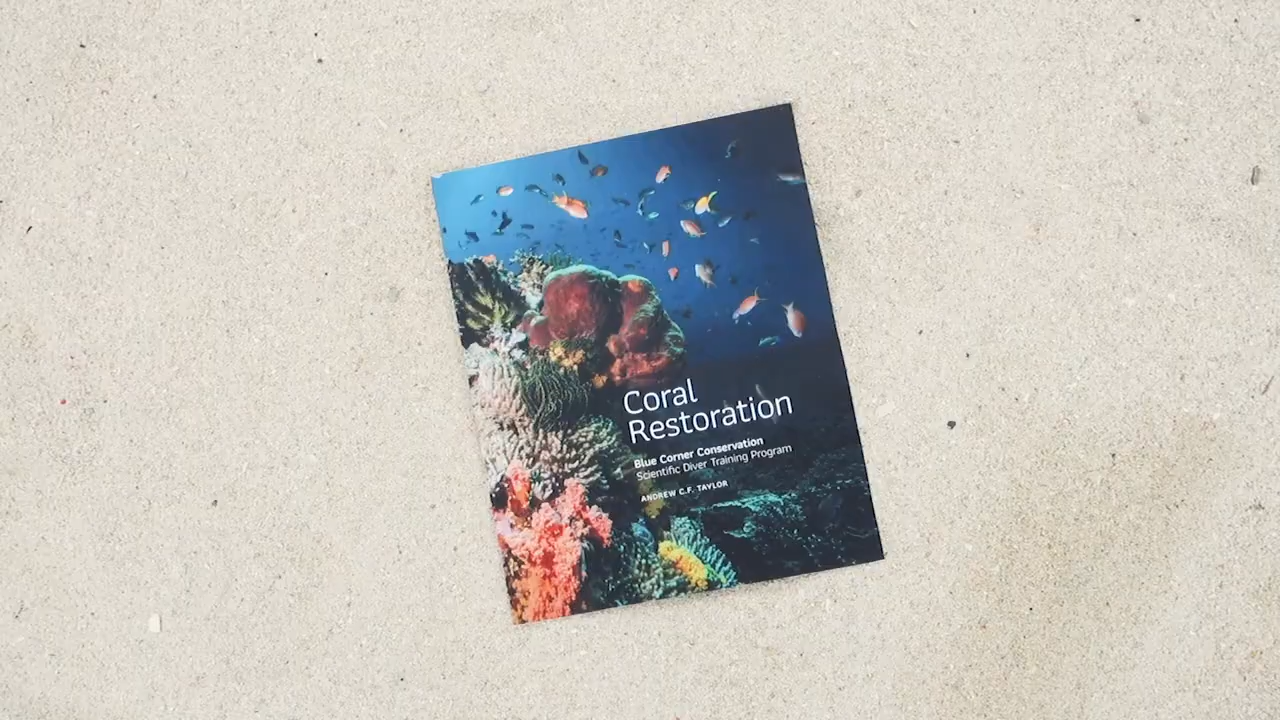 Coral
Restoration
Blue Corner Conservation
Scientific Diver Training Program
ANDREW C.F. TAYLOR